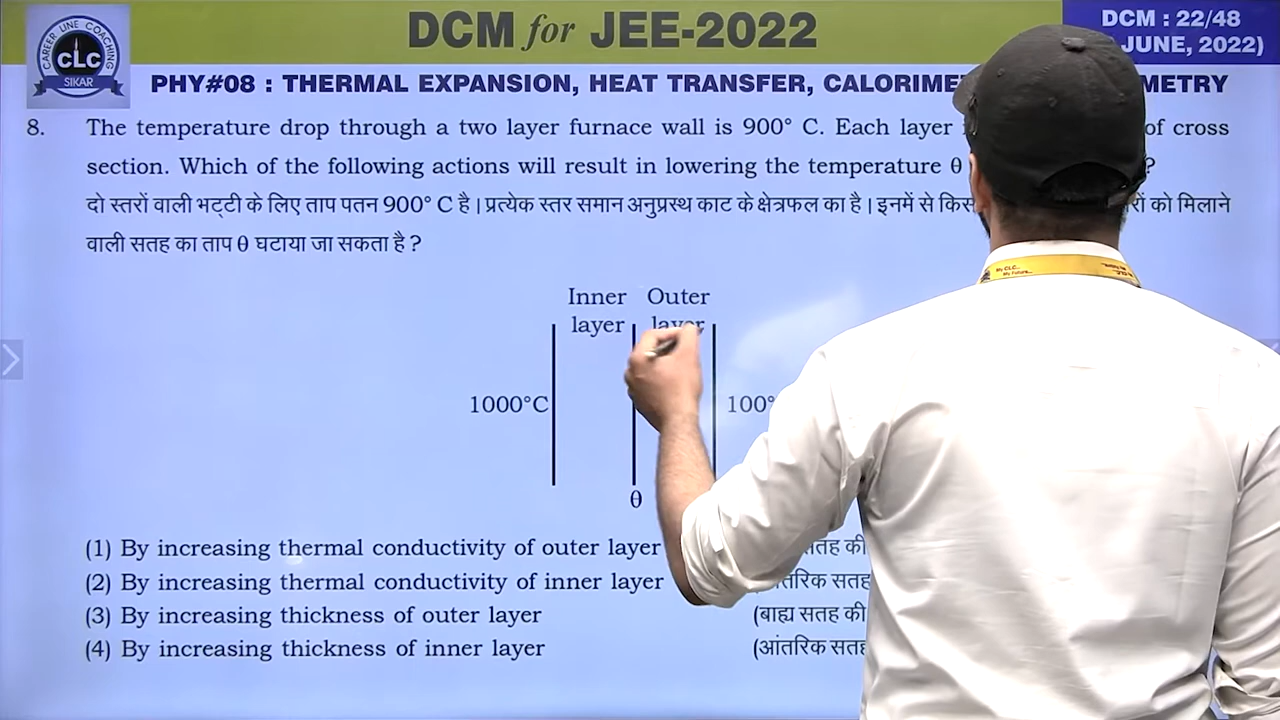 DCM for JEE-2022
DCM : 22/48
JUNE, 2022)
CAREER LINE COACHING
CLC
SIKAR
PHY#08 : THERMAL EXPANSION, HEAT TRANSFER, CALORIME METRY
8. The temperature drop through a two layer furnace wall is 900° C. Each layer of cross
section. Which of the following actions will result in lowering the temperature θ ?
दो स्तरों वाली भट्टी के लिए ताप पतन 900° C है। प्रत्येक स्तर समान अनुप्रस्थ काट के क्षेत्रफल का है। इनमें से को मिलाने
वाली सतह का ताप θ घटाया जा सकता है ?
Inner Outer
layer layer
1000°C 100°
θ
(1) By increasing thermal conductivity of outer layer सतह की
(2) By increasing thermal conductivity of inner layer सतह
(3) By increasing thickness of outer layer (बाह्य सतह की
(4) By increasing thickness of inner layer (आंतरिक सतह